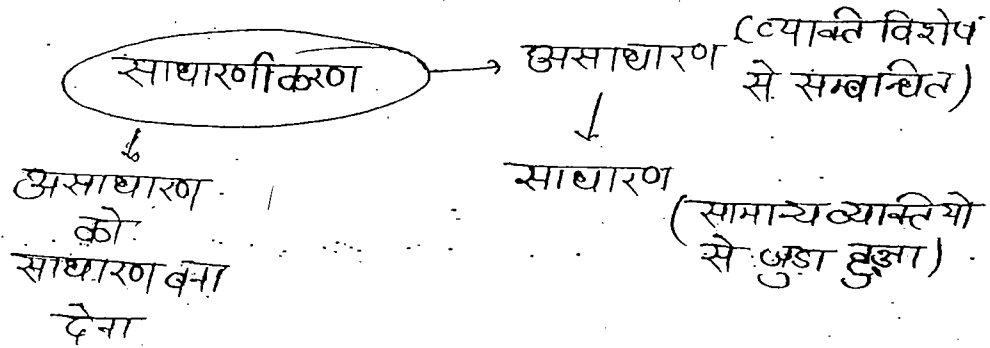 साधारणीकरण → असाधारण (व्यक्ति विशेष
से सम्बन्धित)
↓
असाधारण
को
साधारण बना
देना
↓
साधारण
(सामान्य व्यक्तियो
से जुडा हुआ)